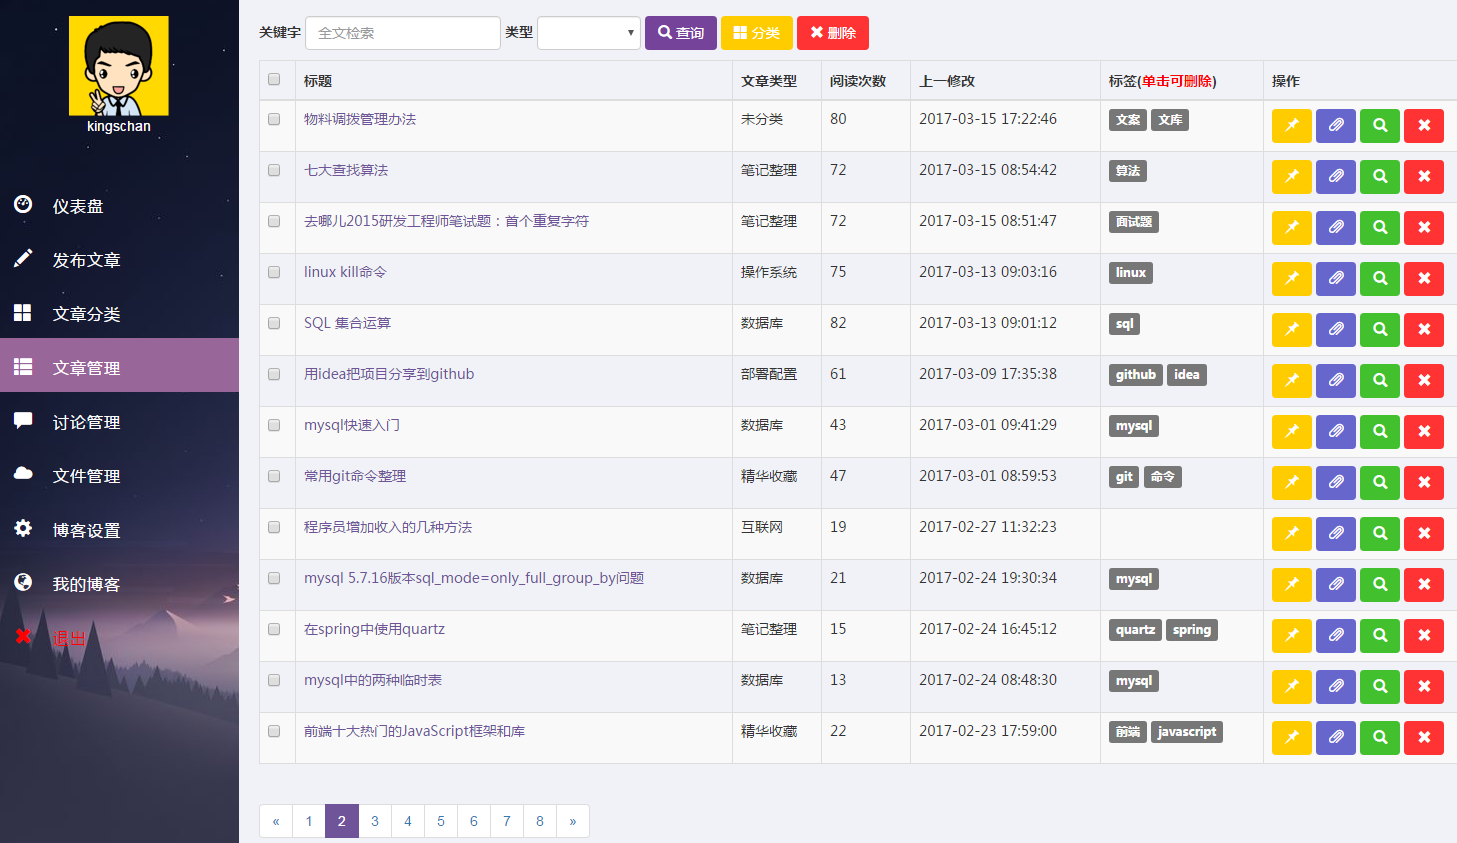 kingschan
仪表盘
发布文章
文章分类
文章管理
讨论管理
文件管理
博客设置
我的博客
退出
关键字 全文检索 类型 查询 分类 删除
标题 文章类型 阅读次数 上一修改 标签(单击可删除) 操作
物料调拨管理办法 未分类 80 2017-03-15 17:22:46 文案 文库
七大查找算法 笔记整理 72 2017-03-15 08:54:42 算法
去哪儿2015研发工程师笔试题：首个重复字符 笔记整理 72 2017-03-15 08:51:47 面试题
linux kill命令 操作系统 75 2017-03-13 09:03:16 linux
SQL 集合运算 数据库 82 2017-03-13 09:01:12 sql
用idea把项目分享到github 部署配置 61 2017-03-09 17:35:38 github idea
mysql快速入门 数据库 43 2017-03-01 09:41:29 mysql
常用git命令整理 精华收藏 47 2017-03-01 08:59:53 git 命令
程序员增加收入的几种方法 互联网 19 2017-02-27 11:32:23
mysql 5.7.16版本sql_mode=only_full_group_by问题 数据库 21 2017-02-24 19:30:34 mysql
在spring中使用quartz 笔记整理 15 2017-02-24 16:45:12 quartz spring
mysql中的两种临时表 数据库 13 2017-02-24 08:48:30 mysql
前端十大热门的JavaScript框架和库 精华收藏 22 2017-02-23 17:59:00 前端 javascript
« 1 2 3 4 5 6 7 8 »